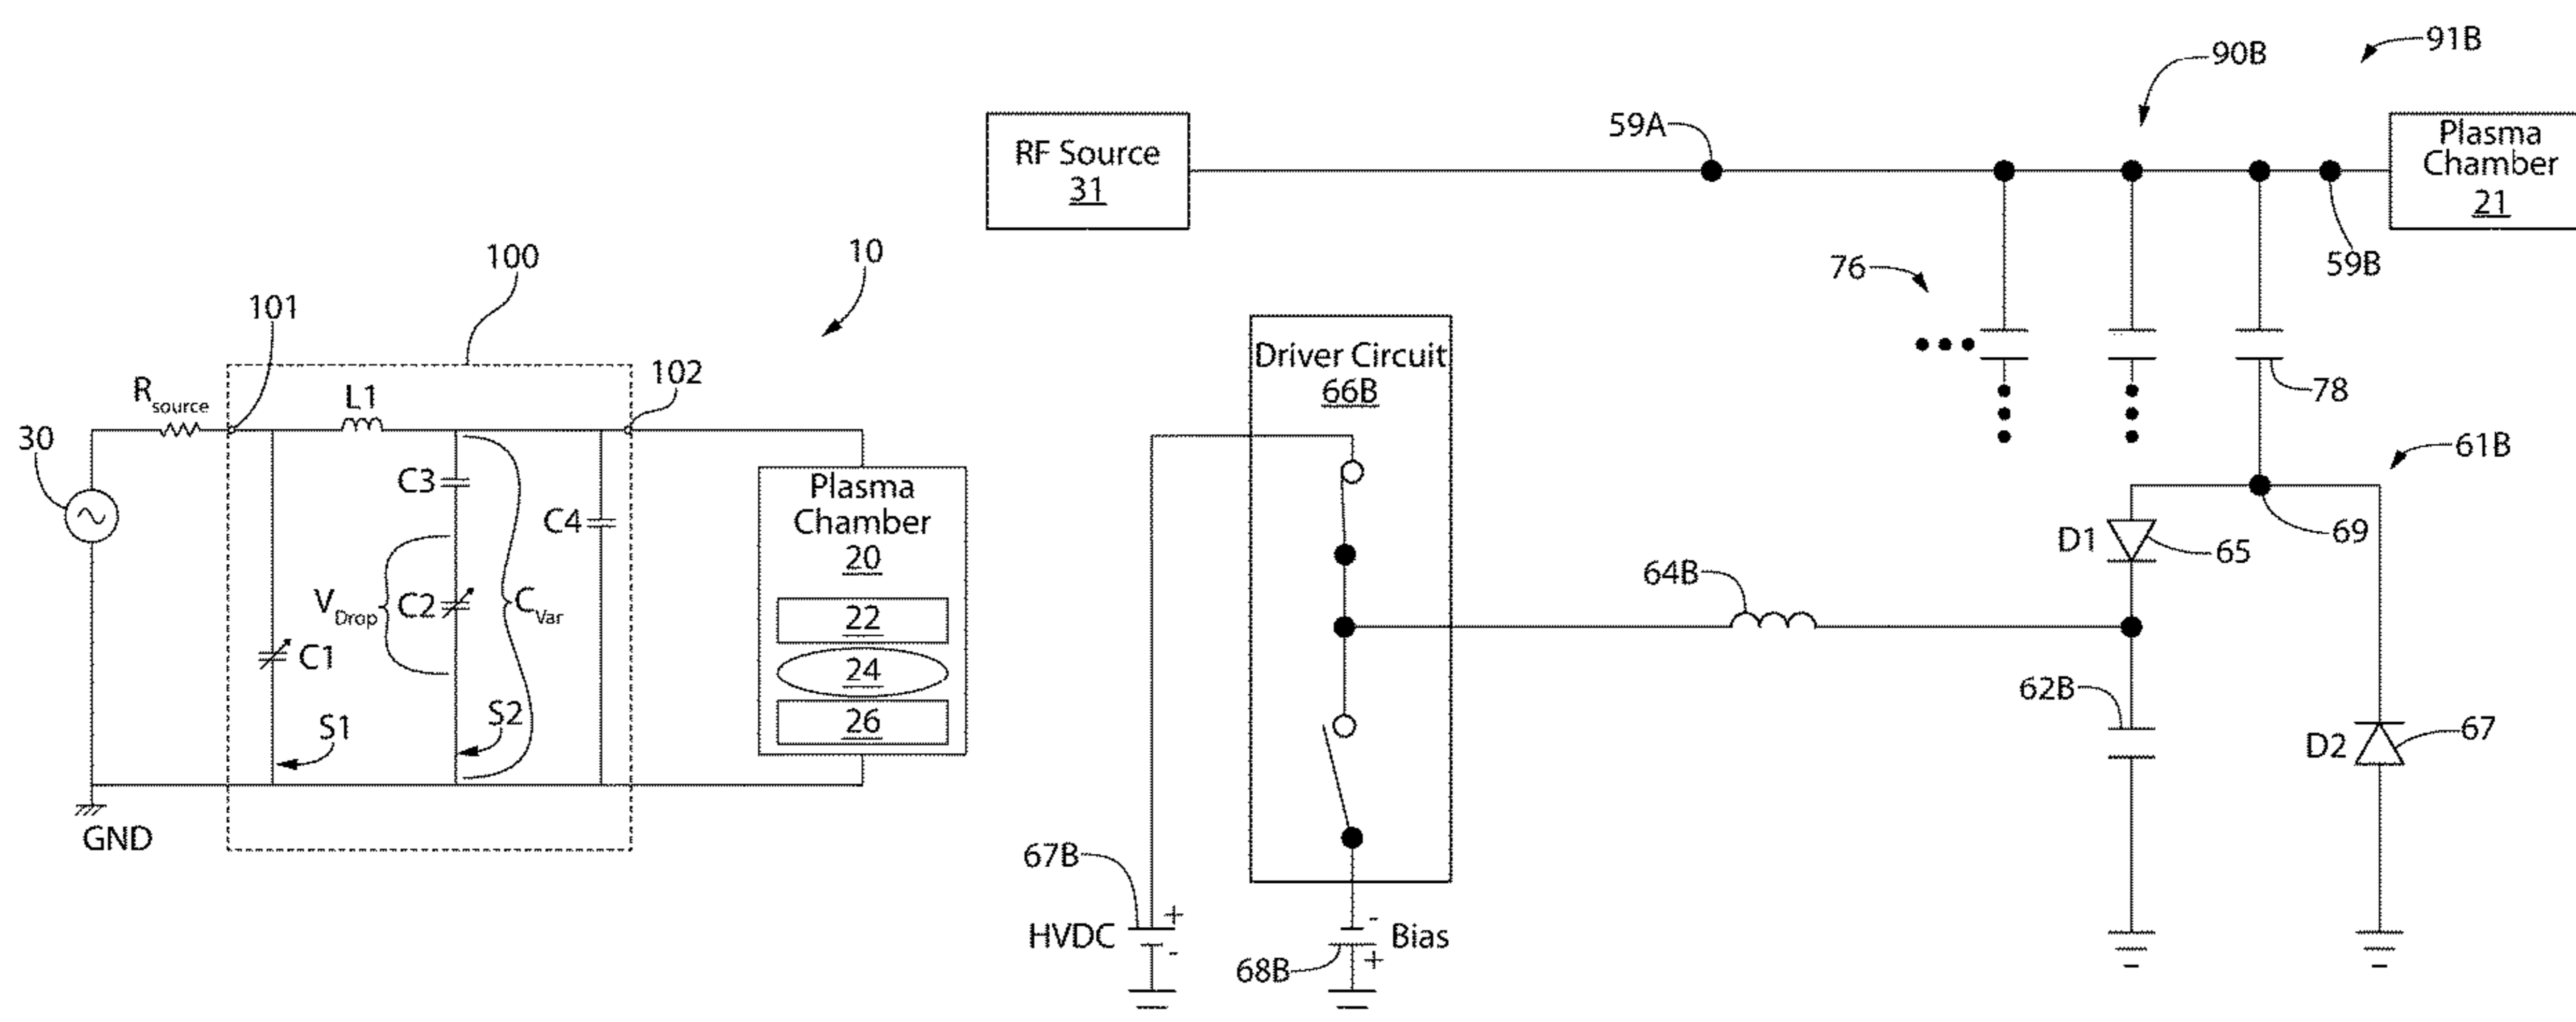 10
100
101
102
R source
L1
30
C3
C4
V Drop
C2
C Var
C1
S1
S2
GND
Plasma
Chamber
20
22
24
26
91B
90B
59A
RF Source
31
Plasma
Chamber
21
59B
76
78
Driver Circuit
66B
61B
69
D1
65
64B
62B
D2
67
67B
HVDC
+
-
68B
-
+
Bias